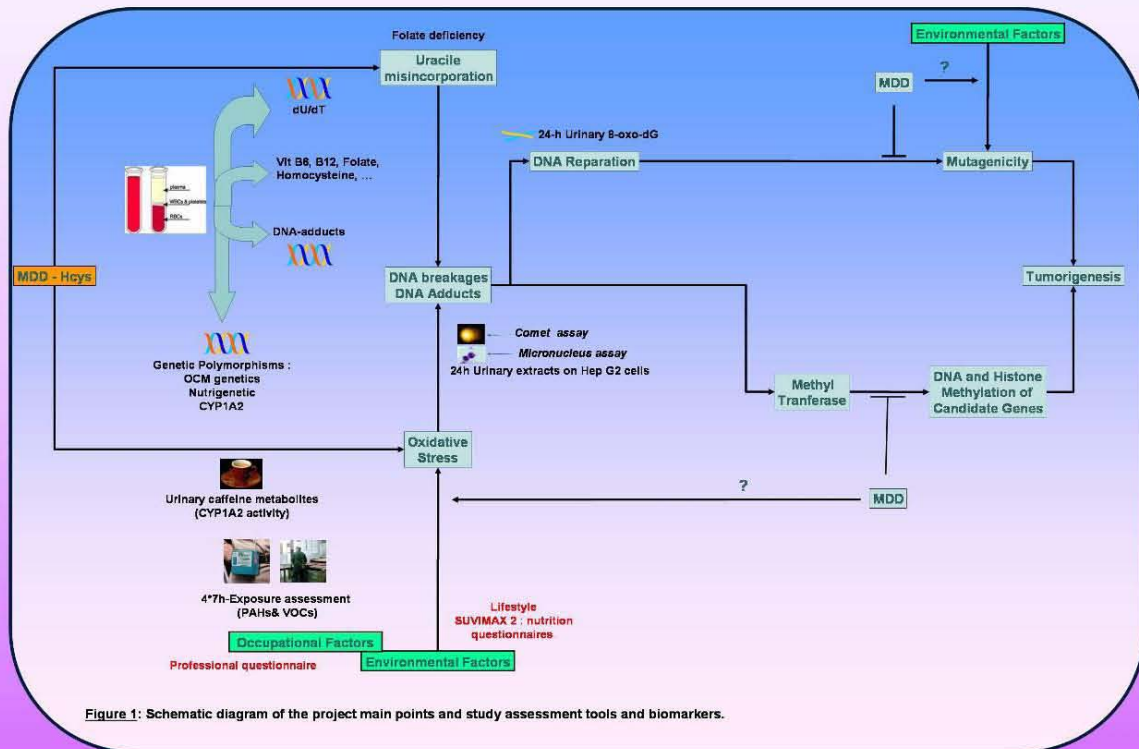 Folate deficiency
Uracile
misincorporation
dU/dT
Environmental Factors
MDD
?
24-h Urinary 8-oxo-dG
DNA Reparation
Mutagenicity
Vit B6, B12, Folate,
Homocysteine, ...
plasma
WBCs & platelets
RBCs
DNA-adducts
MDD - Hcys
DNA breakages
DNA Adducts
Tumorigenesis
Comet assay
Micronucleus assay
24h Urinary extracts on Hep G2 cells
Genetic Polymorphisms :
OCM genetics
Nutrigenetic
CYP1A2
Methyl
Tranferase
DNA and Histone
Methylation of
Candidate Genes
Oxidative
Stress
Urinary caffeine metabolites
(CYP1A2 activity)
?
MDD
4*7h-Exposure assessment
(PAHs& VOCs)
Lifestyle
SUVIMAX 2 : nutrition
questionnaires
Occupational Factors
Professional questionnaire
Environmental Factors
Figure 1: Schematic diagram of the project main points and study assessment tools and biomarkers.